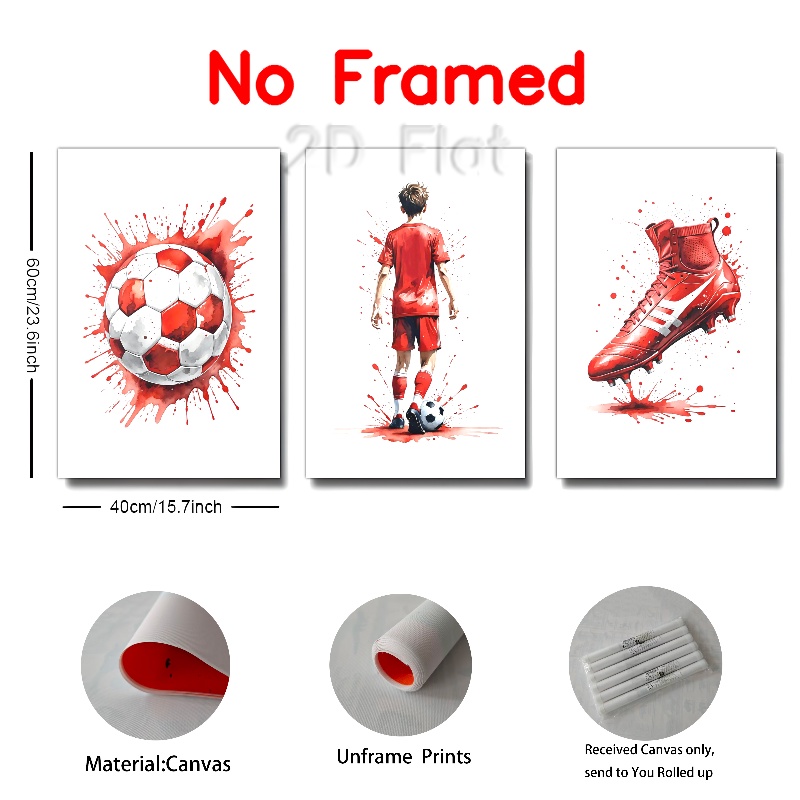 No Framed
2D Flat
60cm/23.6inch
40cm/15.7inch
Material:Canvas
Unframe Prints
Received Canvas only,
send to You Rolled up